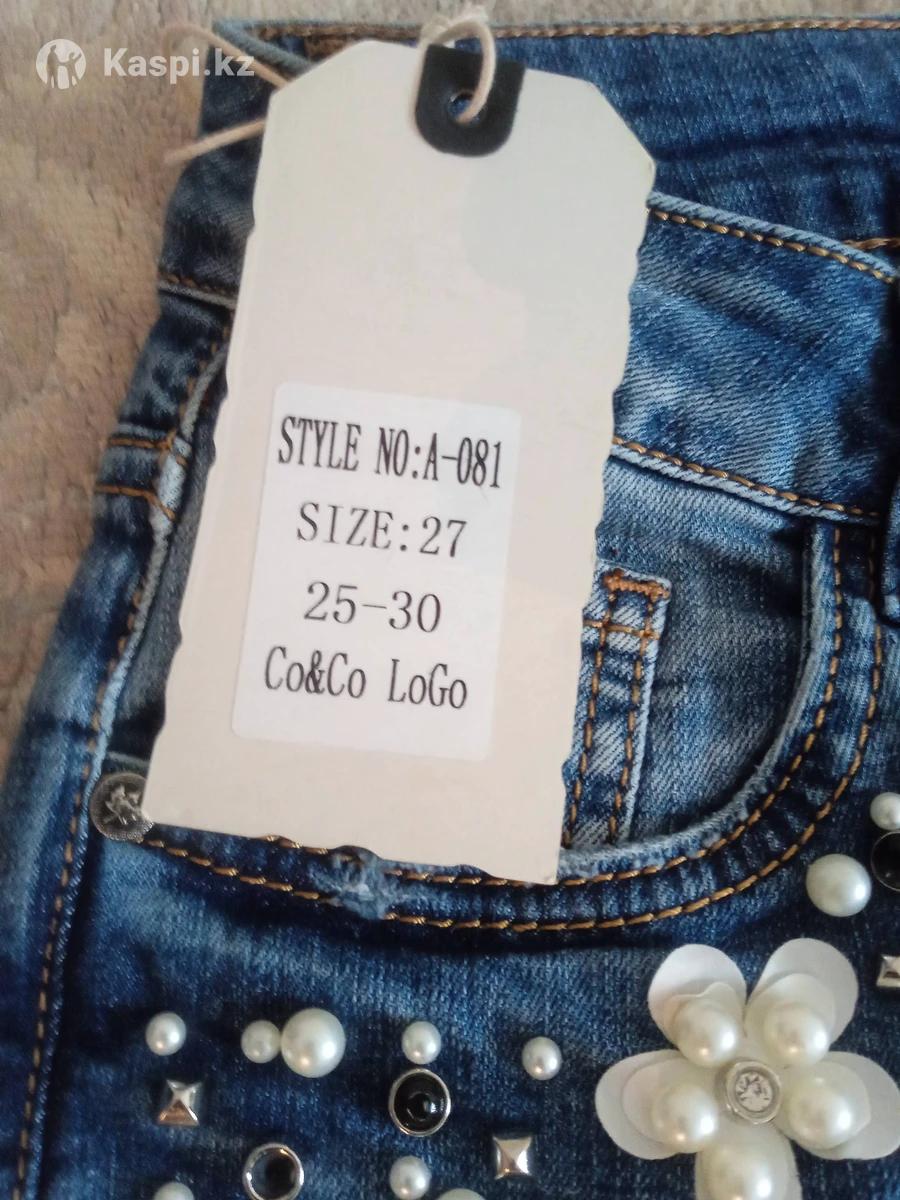 Kaspi.kz
STYLE NO:A-081
SIZE:27
25-30
Co&Co LoGo